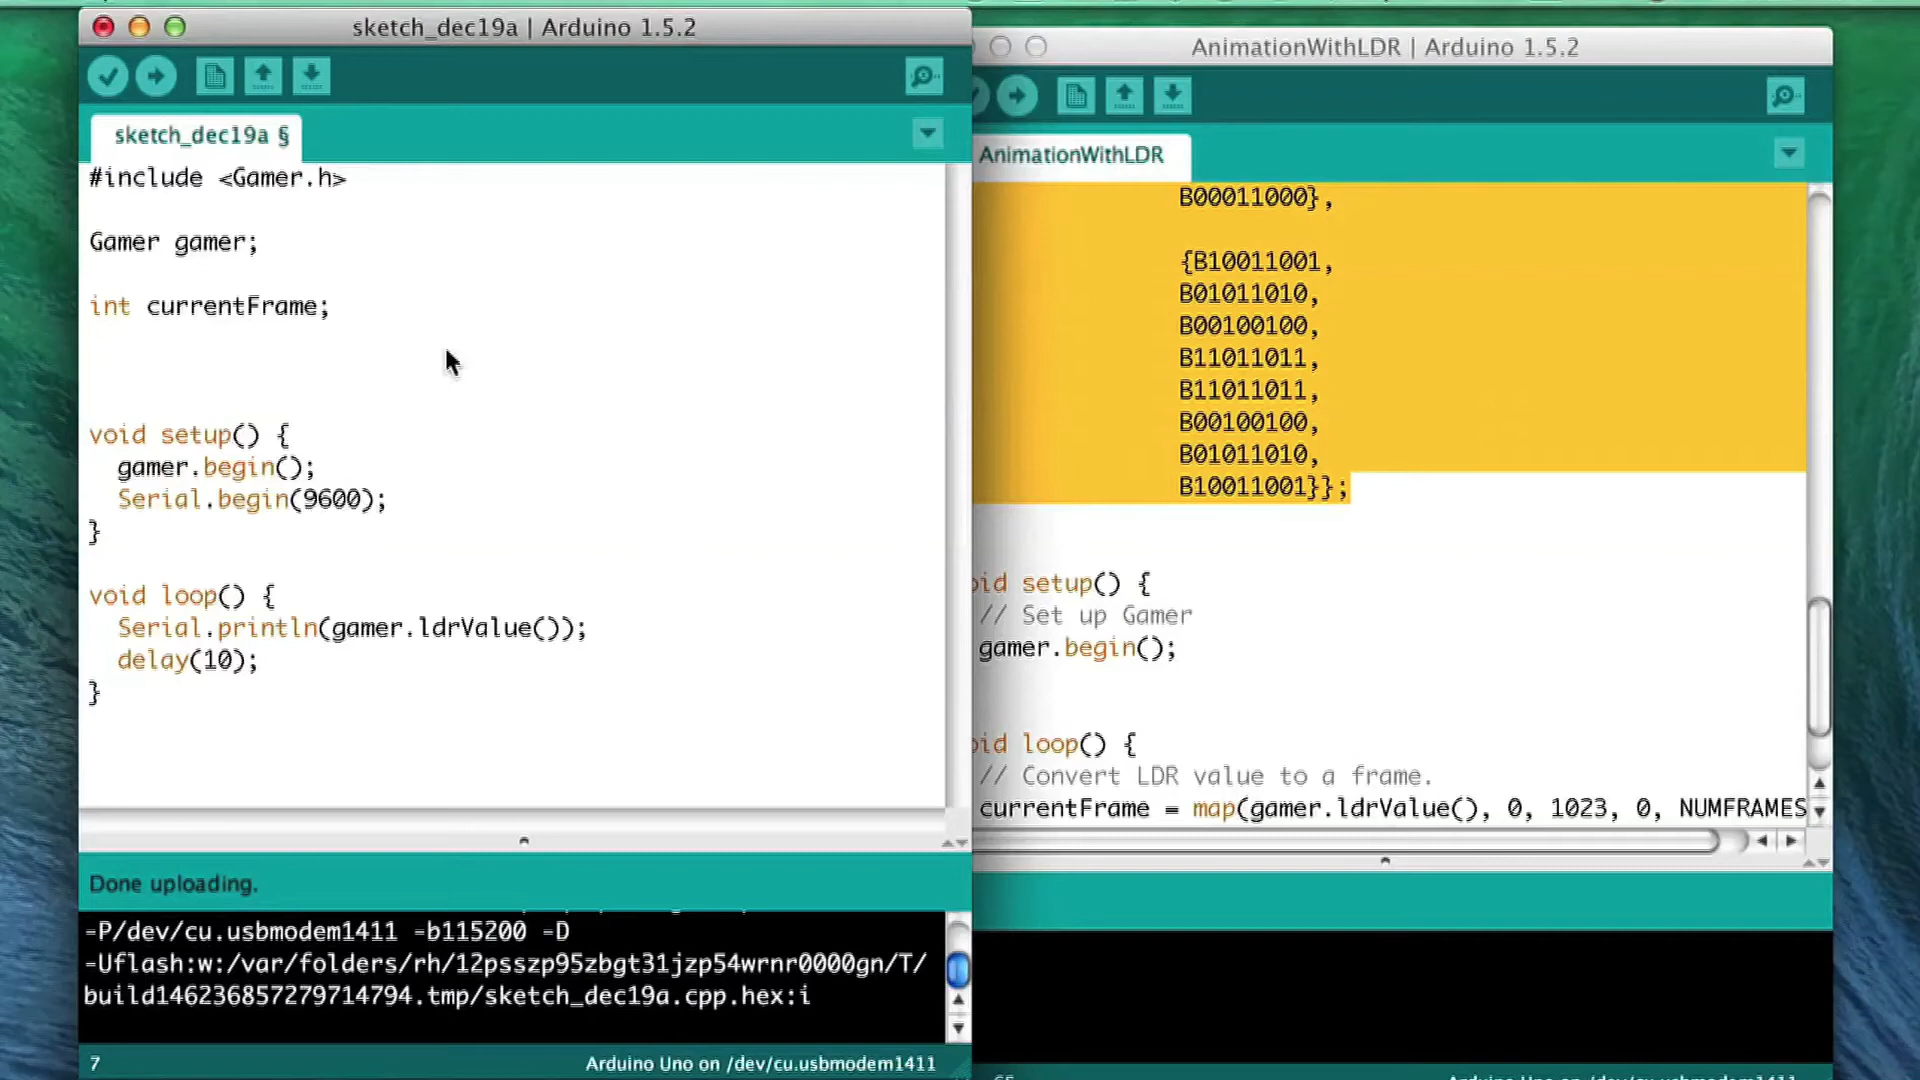 sketch_dec19a | Arduino 1.5.2
sketch_dec19a §
#include <Gamer.h>
Gamer gamer;
int currentFrame;
void setup() {
gamer.begin();
Serial.begin(9600);
}
void loop() {
Serial.println(gamer.ldrValue());
delay(10);
}
Done uploading.
-P/dev/cu.usbmodem1411 -b115200 -D
-Uflash:w:/var/folders/rh/12psszp95zbgt31jzp54wrnr0000gn/T/
build146236857279714794.tmp/sketch_dec19a.cpp.hex:i
7
Arduino Uno on /dev/cu.usbmodem1411
AnimationWithLDR | Arduino 1.5.2
AnimationWithLDR
B00011000},
{B10011001,
B01011010,
B00100100,
B11011011,
B11011011,
B00100100,
B01011010,
B10011001}};
id setup() {
// Set up Gamer
gamer.begin();
id loop() {
// Convert LDR value to a frame.
currentFrame = map(gamer.ldrValue(), 0, 1023, 0, NUMFRAMES